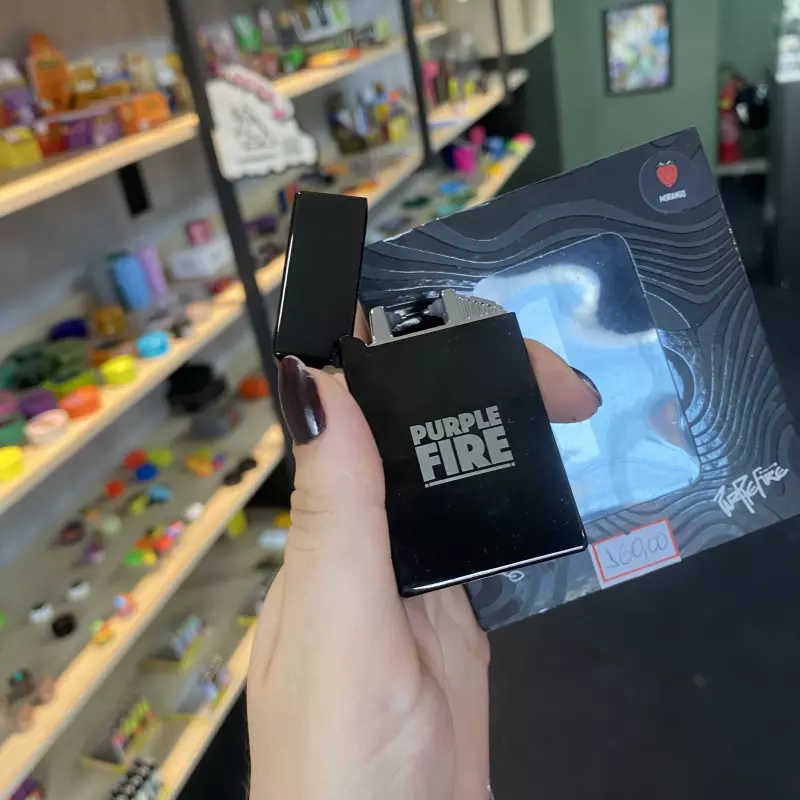 MORANGO
PURPLE
FIRE
PURPLEFIRE
160,00